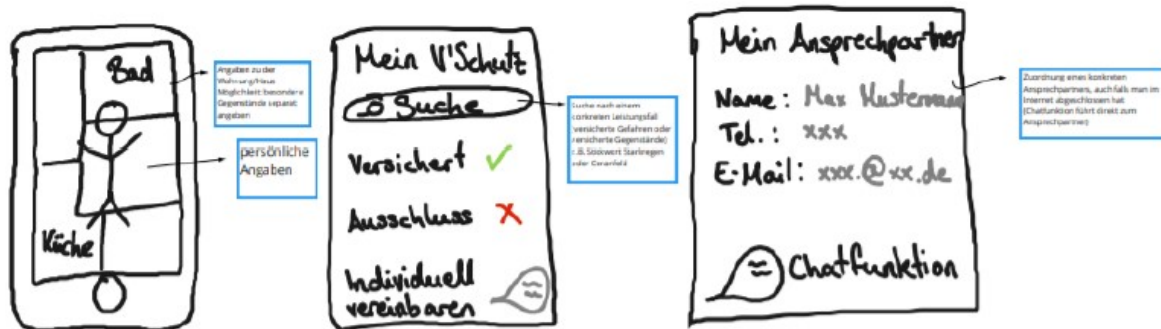 Bad
Küche
Angaben zu der
Wohnung/Haus
Möglichkeit besondere
Gegenstände separat
angeben
persönliche
Angaben
Mein V'Schutz
Suche
Versichert ✓
Ausschluss X
Individuell
vereinbaren
Suche nach einem
konkreten Leistungsfall
(versicherte Gefahren oder
versicherte Gegenstände)
z.B. Stickwort Starkregen
oder Ceranfeld
Mein Ansprechpartner
Name: Max Mustermann
Tel.: xxx
E-Mail: xxx.@xx.de
Chatfunktion
Zuordnung eines konkreten
Ansprechpartners, auch falls man im
Internet abgeschlossen hat
(Chatfunktion führt direkt zum
Ansprechpartner)